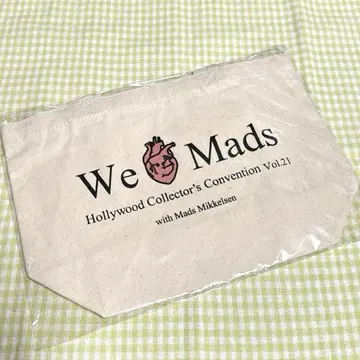 We Mads
Hollywood Collector's Convention Vol.21
with Mads Mikkelsen